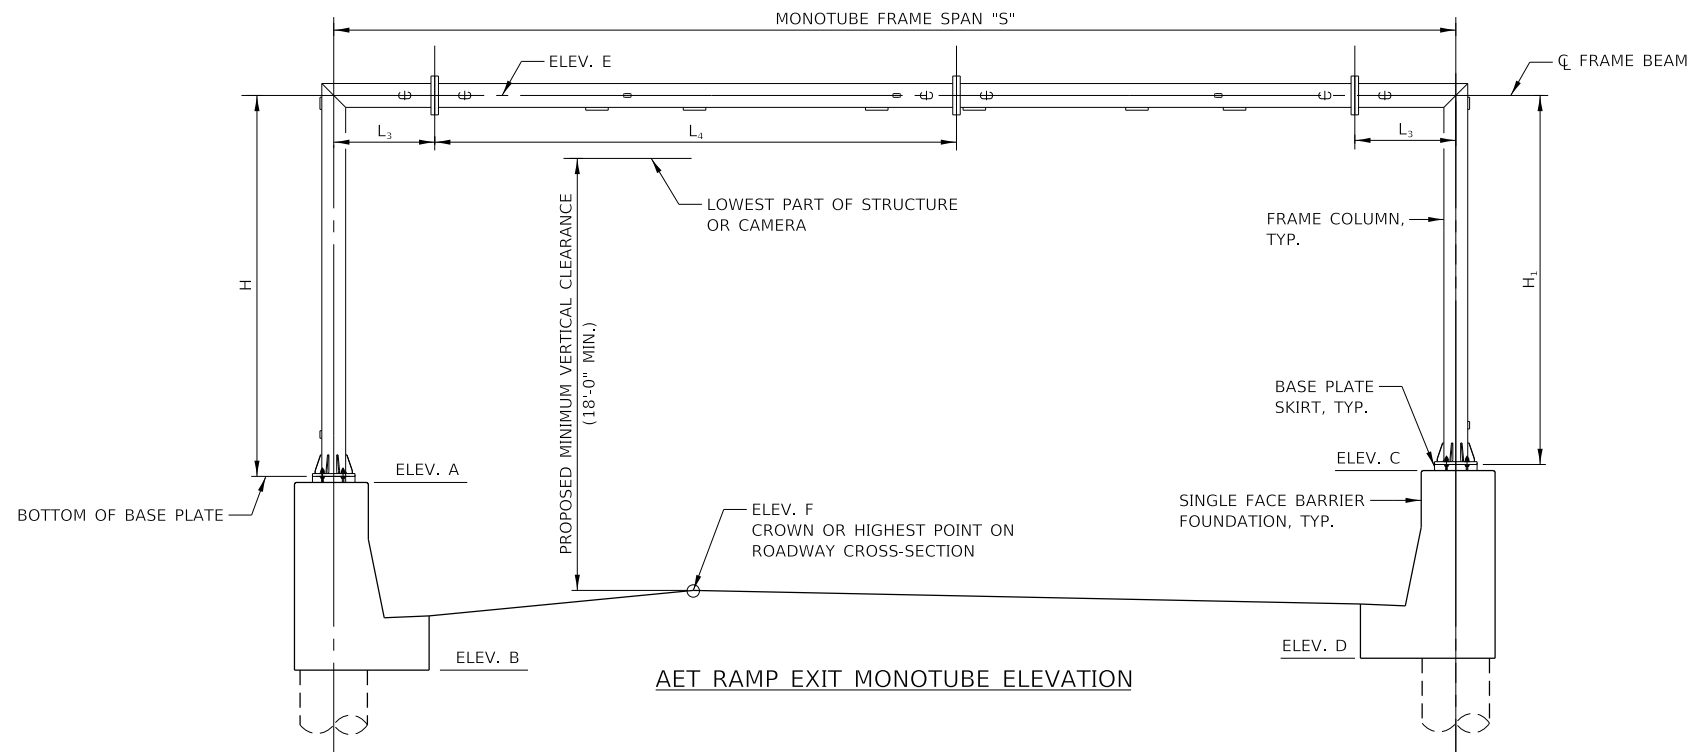 MONOTUBE FRAME SPAN "S"
ELEV. E
℄ FRAME BEAM
L₃
L₄
L₃
LOWEST PART OF STRUCTURE
OR CAMERA
FRAME COLUMN,
TYP.
H
PROPOSED MINIMUM VERTICAL CLEARANCE
(18'-0" MIN.)
H₁
BASE PLATE
SKIRT, TYP.
ELEV. A
ELEV. C
BOTTOM OF BASE PLATE
ELEV. F
CROWN OR HIGHEST POINT ON
ROADWAY CROSS-SECTION
SINGLE FACE BARRIER
FOUNDATION, TYP.
ELEV. B
ELEV. D
AET RAMP EXIT MONOTUBE ELEVATION